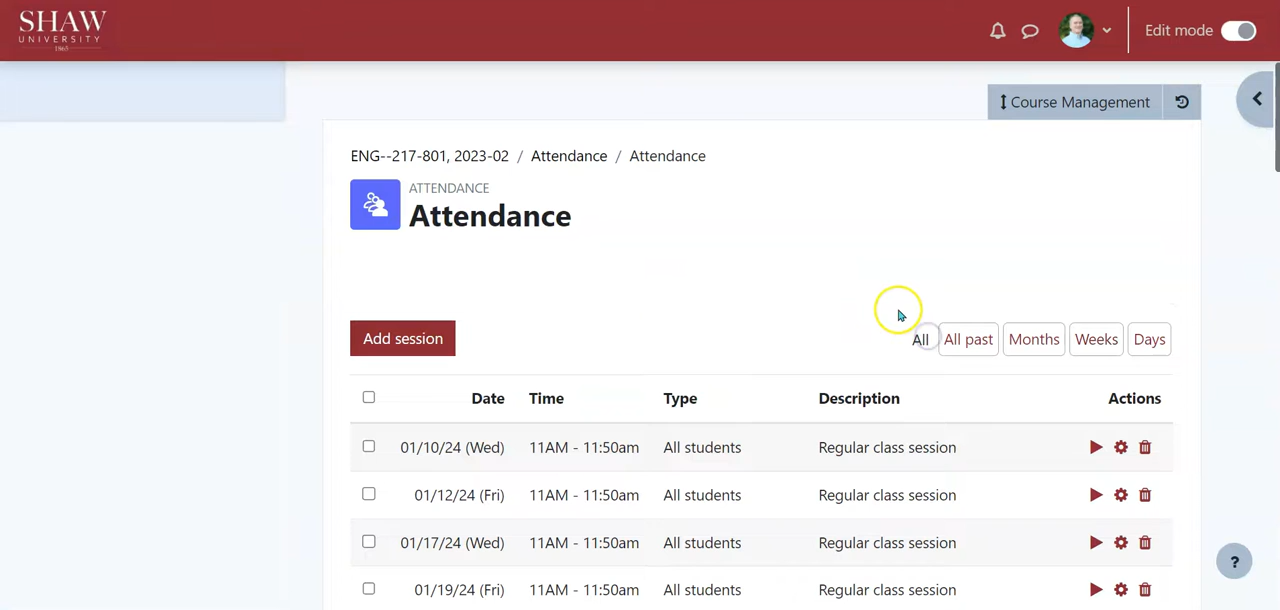 SHAW
UNIVERSITY
1865
Edit mode
Course Management
ENG--217-801, 2023-02 / Attendance / Attendance
ATTENDANCE
Attendance
Add session
All All past Months Weeks Days
Date Time Type Description Actions
01/10/24 (Wed) 11AM - 11:50am All students Regular class session
01/12/24 (Fri) 11AM - 11:50am All students Regular class session
01/17/24 (Wed) 11AM - 11:50am All students Regular class session
01/19/24 (Fri) 11AM - 11:50am All students Regular class session
?